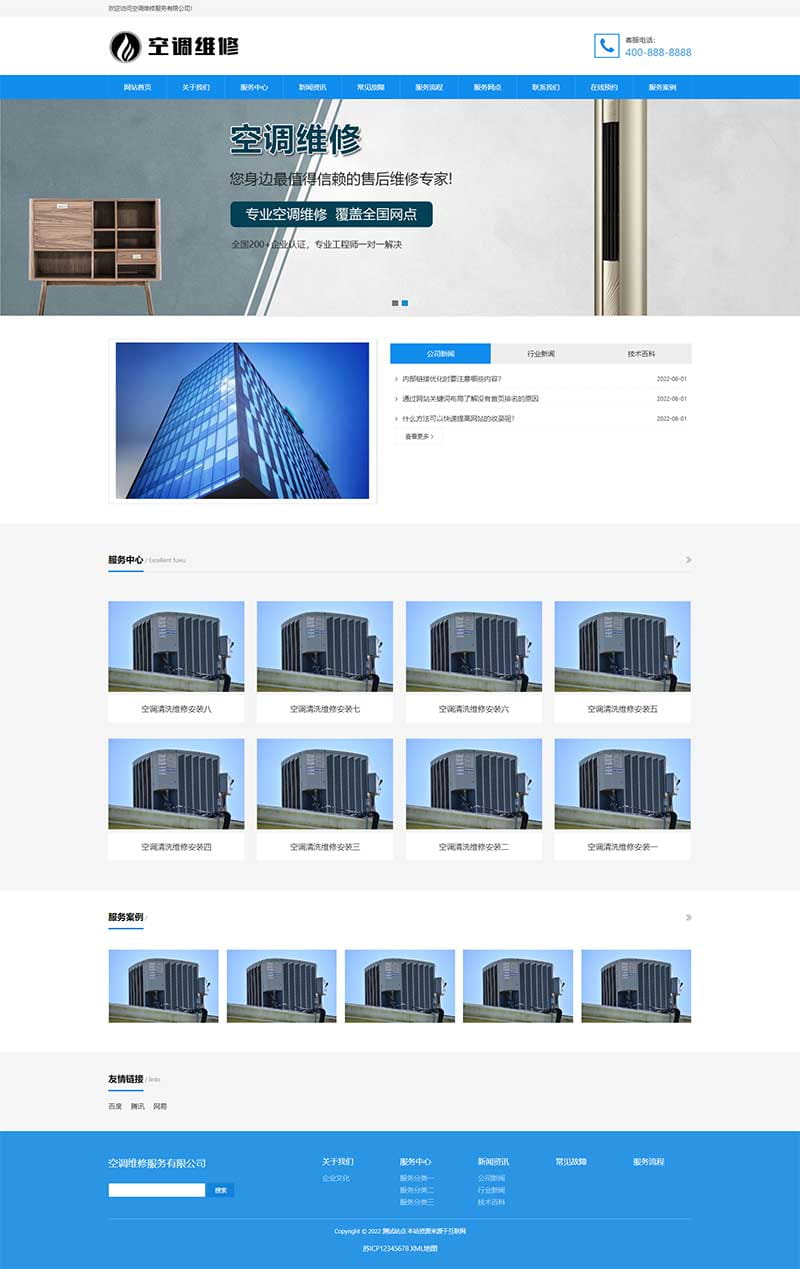 欢迎访问空调维修服务有限公司!
空调维修
客服电话:
400-888-8888
网站首页 关于我们 服务中心 新闻资讯 常见故障 服务流程 服务网点 联系我们 在线预约 服务案例
空调维修
您身边最值得信赖的售后维修专家!
专业空调维修 覆盖全国网点
全国200+企业认证，专业工程师一对一解决
公司新闻 行业新闻 技术百科
内部链接优化时要注意哪些内容? 2022-06-01
通过网站关键词布局了解没有首页排名的原因 2022-06-01
什么方法可以快速提高网站的收录呢? 2022-06-01
查看更多 >
服务中心 / Excellent fuwu
空调清洗维修安装八 空调清洗维修安装七 空调清洗维修安装六 空调清洗维修安装五
空调清洗维修安装四 空调清洗维修安装三 空调清洗维修安装二 空调清洗维修安装一
服务案例 /
友情链接 / links
百度 腾讯 网易
空调维修服务有限公司
搜索
关于我们 服务中心 新闻资讯 常见故障 服务流程
企业文化 服务分类一 公司新闻
服务分类二 行业新闻
服务分类三 技术百科
Copyright © 2022 测试站点 本站资源来源于互联网
苏ICP12345678 XML地图